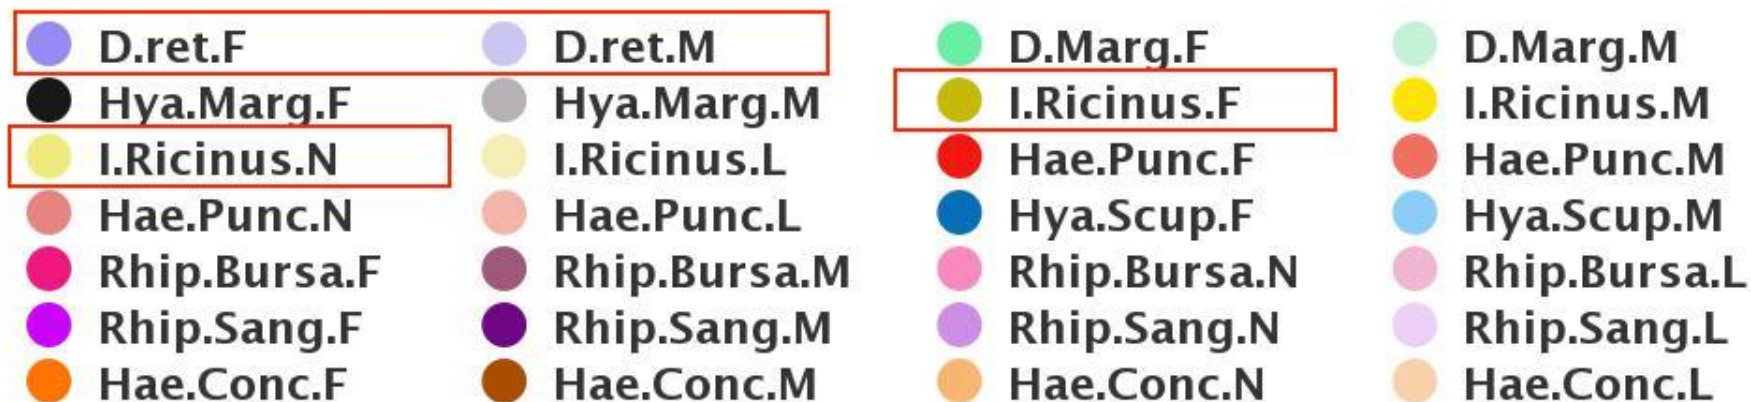 D.ret.F D.ret.M D.Marg.F D.Marg.M
Hya.Marg.F Hya.Marg.M I.Ricinus.F I.Ricinus.M
I.Ricinus.N I.Ricinus.L Hae.Punc.F Hae.Punc.M
Hae.Punc.N Hae.Punc.L Hya.Scup.F Hya.Scup.M
Rhip.Bursa.F Rhip.Bursa.M Rhip.Bursa.N Rhip.Bursa.L
Rhip.Sang.F Rhip.Sang.M Rhip.Sang.N Rhip.Sang.L
Hae.Conc.F Hae.Conc.M Hae.Conc.N Hae.Conc.L